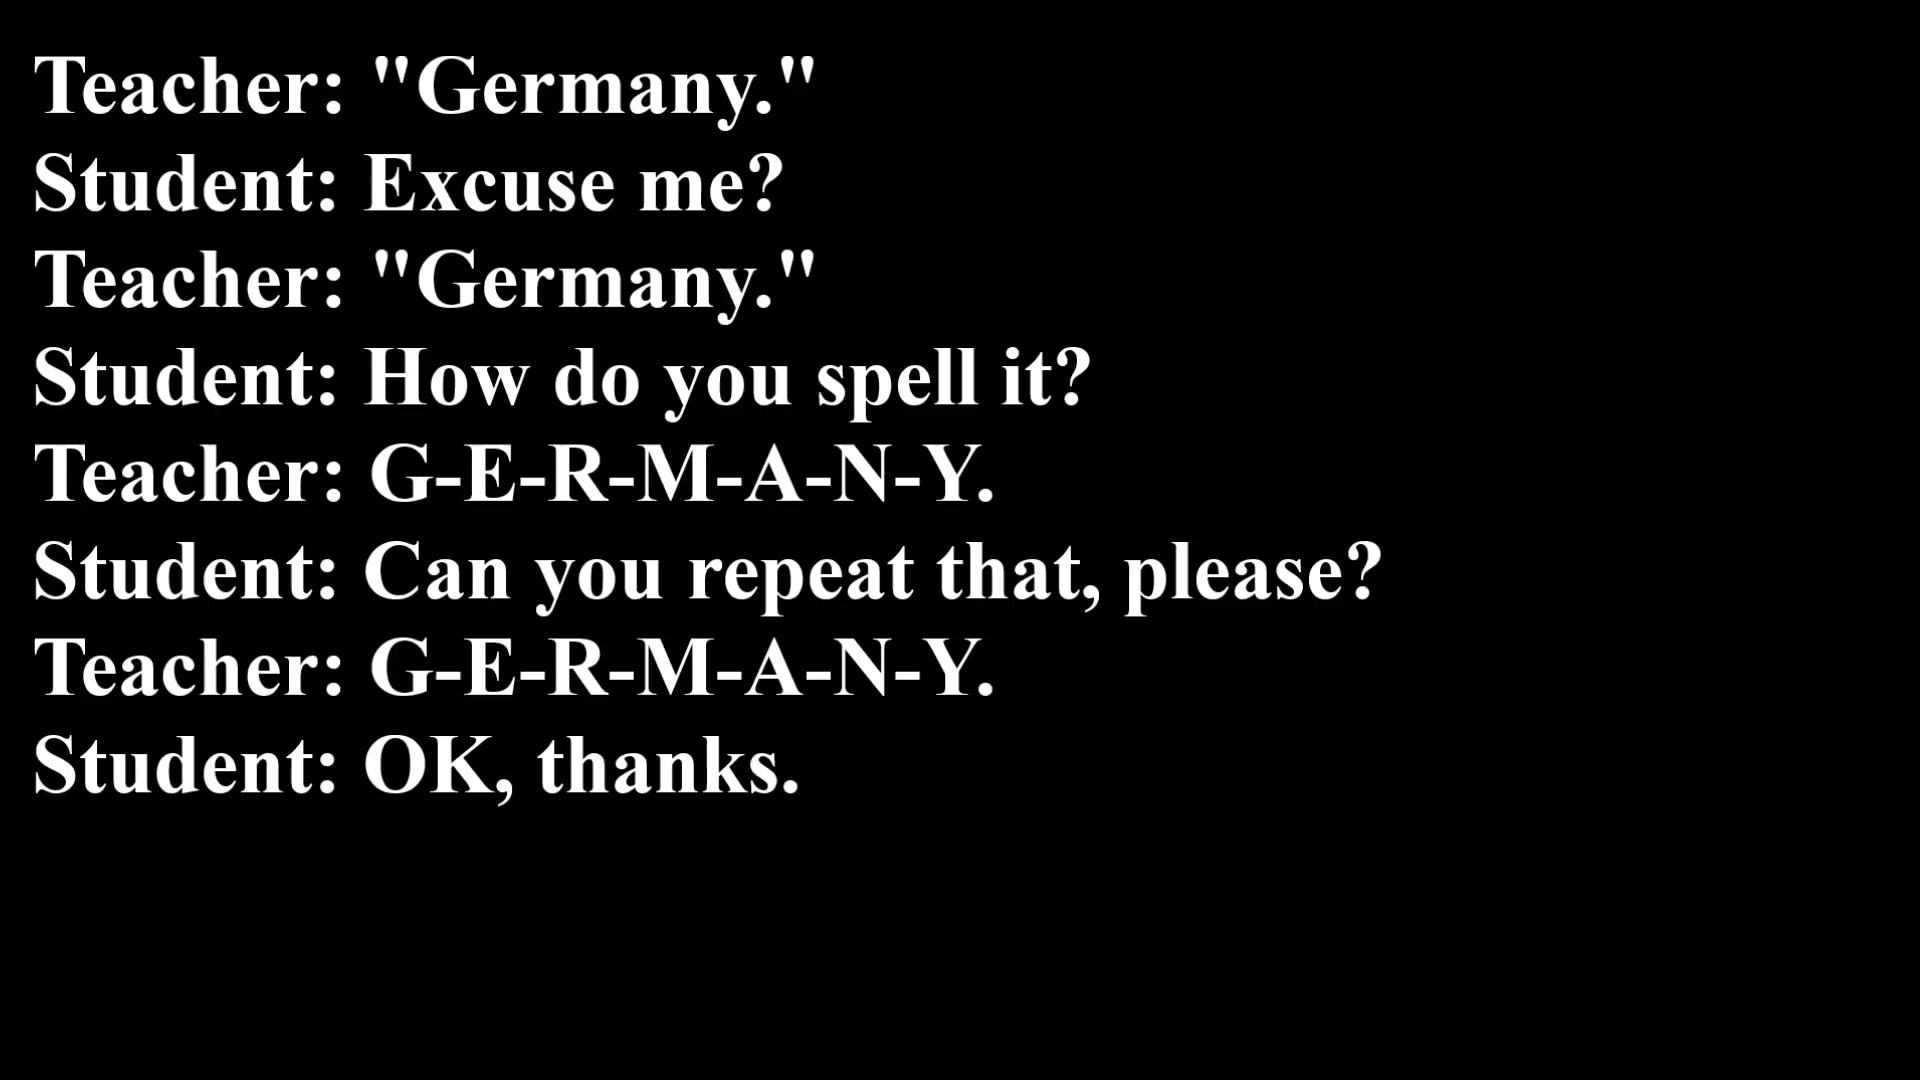 Teacher: "Germany."
Student: Excuse me?
Teacher: "Germany."
Student: How do you spell it?
Teacher: G-E-R-M-A-N-Y.
Student: Can you repeat that, please?
Teacher: G-E-R-M-A-N-Y.
Student: OK, thanks.